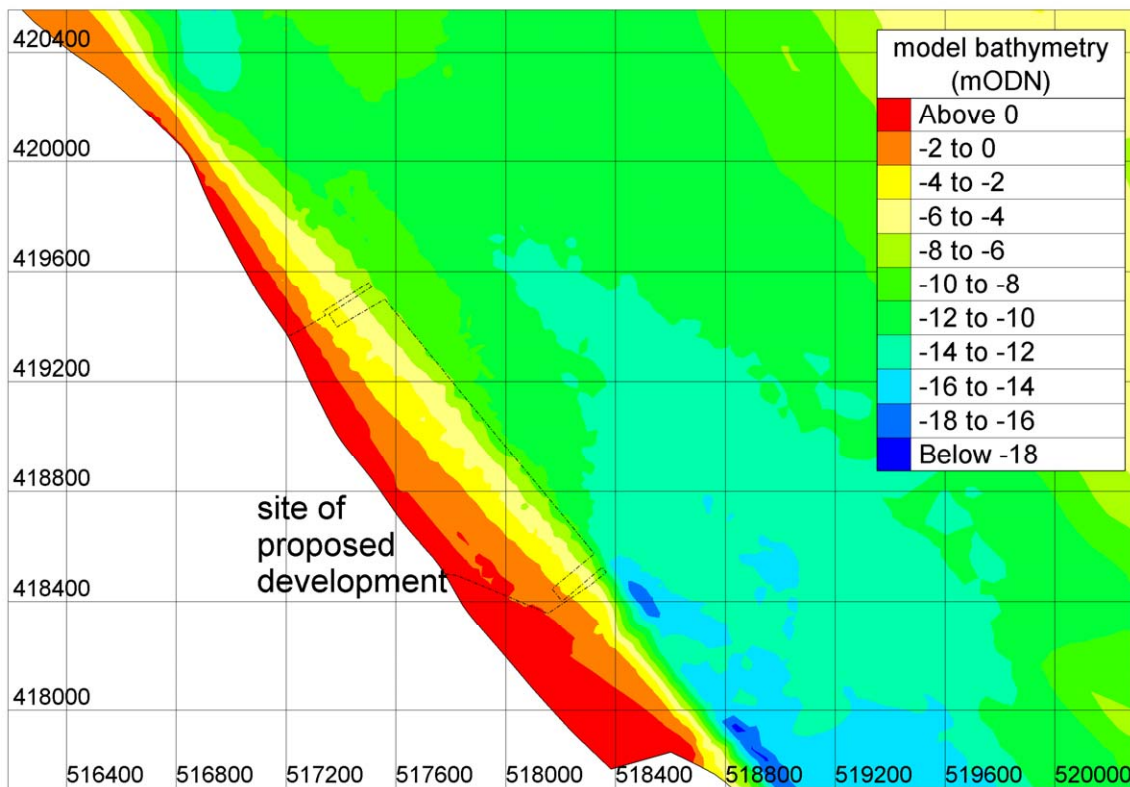 420400
420000
419600
419200
418800
418400
418000
516400 516800 517200 517600 518000 518400 518800 519200 519600 520000
site of
proposed
development
model bathymetry
(mODN)
Above 0
-2 to 0
-4 to -2
-6 to -4
-8 to -6
-10 to -8
-12 to -10
-14 to -12
-16 to -14
-18 to -16
Below -18